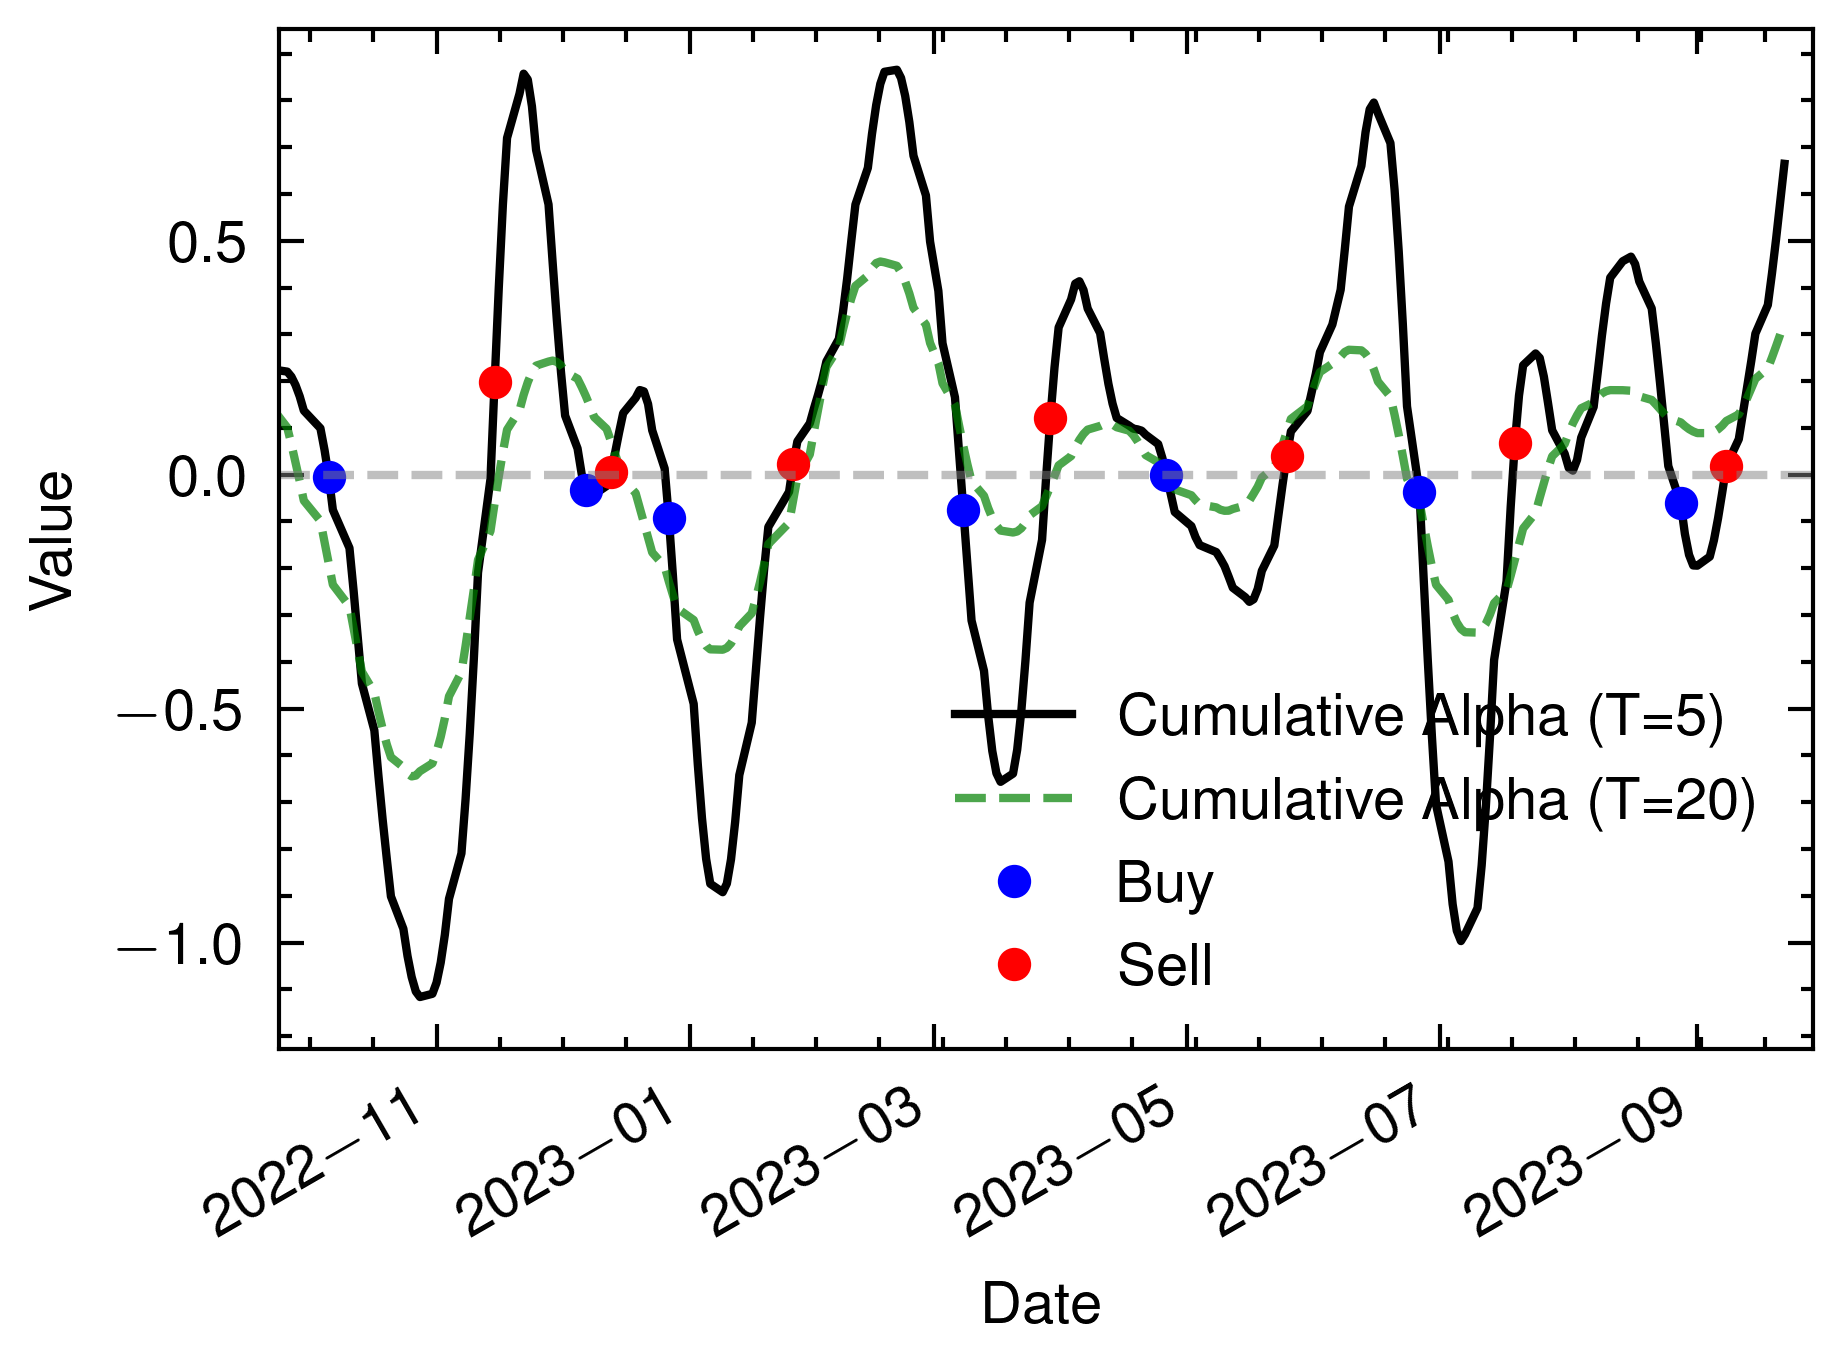 0.5
0.0
−0.5
−1.0
Value
Cumulative Alpha (T=5)
Cumulative Alpha (T=20)
Buy
Sell
2022−11
2023−01
2023−03
2023−05
2023−07
2023−09
Date